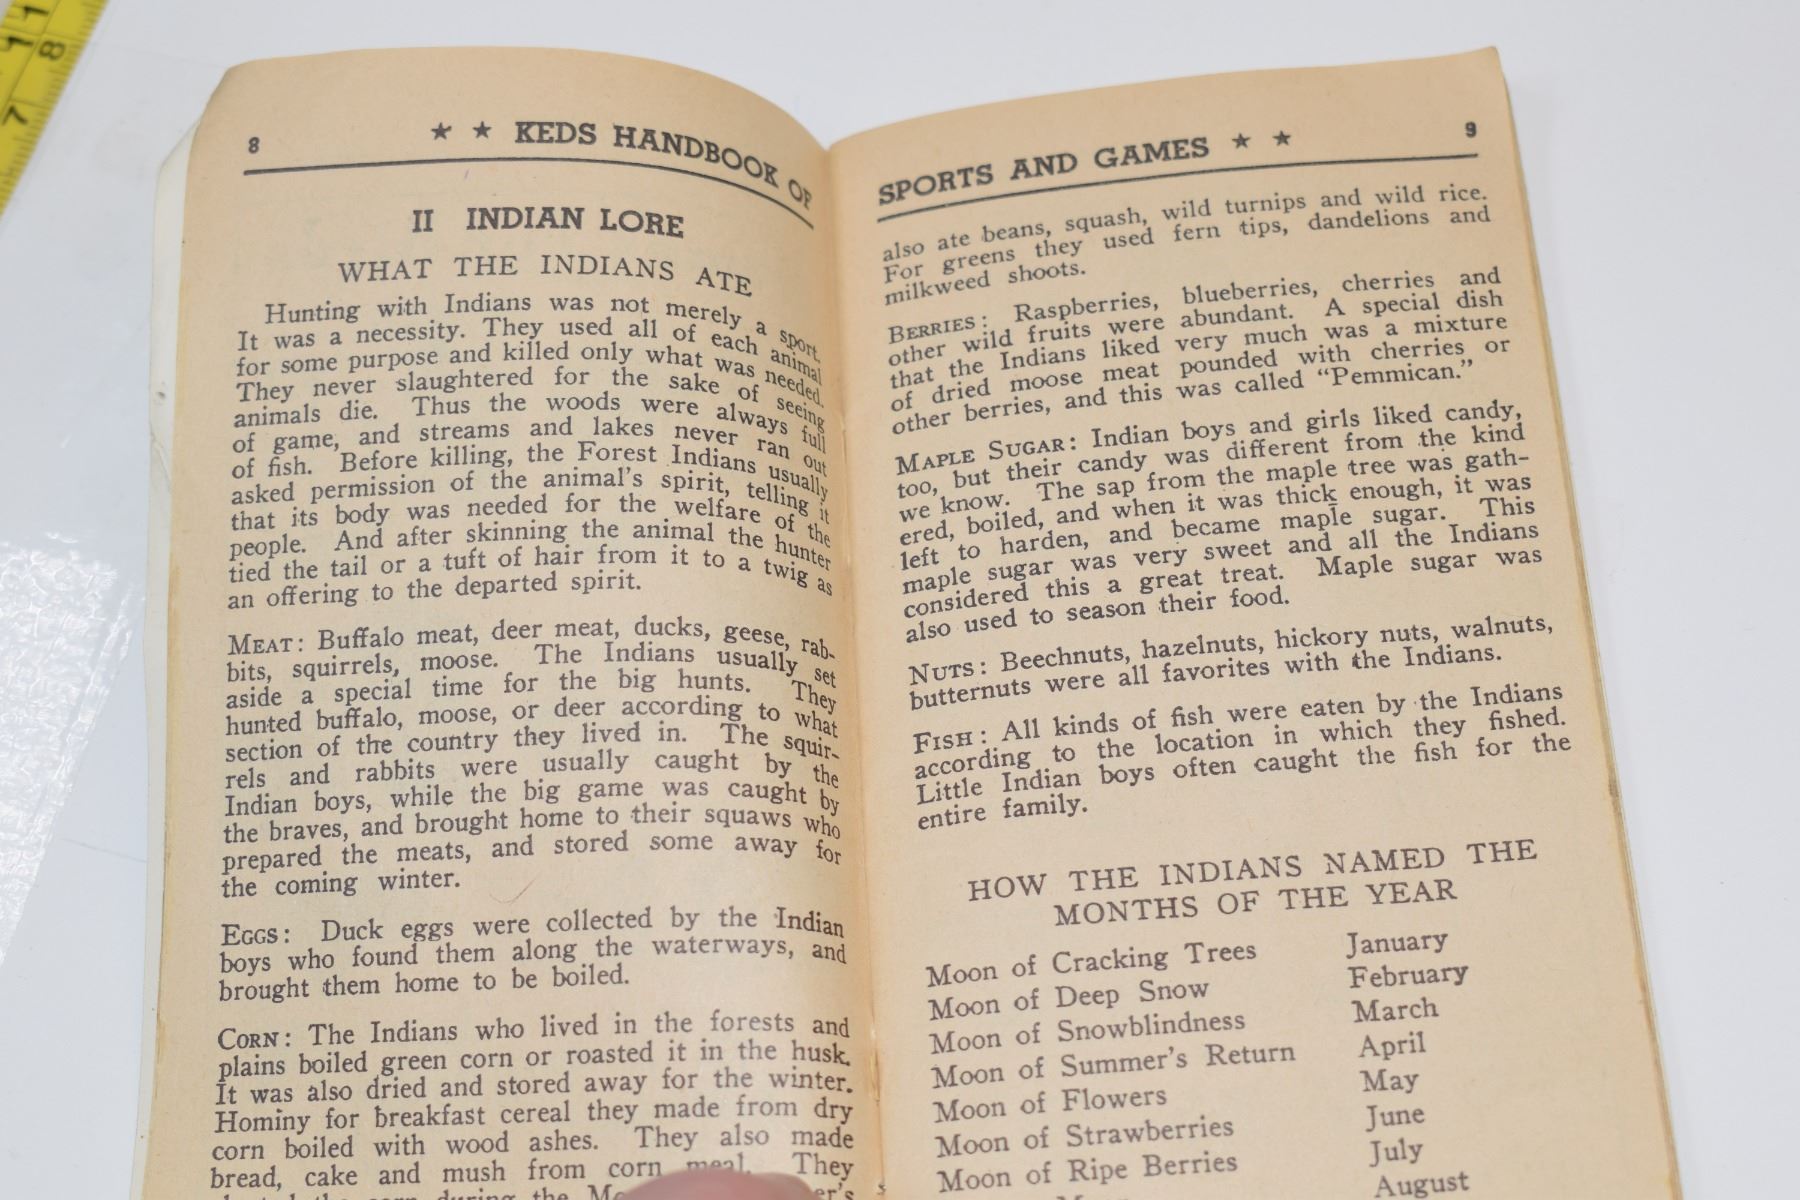 8 ★ ★ KEDS HANDBOOK OF
II INDIAN LORE
WHAT THE INDIANS ATE
Hunting with Indians was not merely a sport.
It was a necessity. They used all of each animal
for some purpose and killed only what was needed.
They never slaughtered for the sake of seeing
animals die. Thus the woods were always full
of game, and streams and lakes never ran out
of fish. Before killing, the Forest Indians usually
asked permission of the animal's spirit, telling it
that its body was needed for the welfare of the
people. And after skinning the animal the hunter
tied the tail or a tuft of hair from it to a twig as
an offering to the departed spirit.
MEAT: Buffalo meat, deer meat, ducks, geese, rab-
bits, squirrels, moose. The Indians usually set
aside a special time for the big hunts. They
hunted buffalo, moose, or deer according to what
section of the country they lived in. The squir-
rels and rabbits were usually caught by the
Indian boys, while the big game was caught by
the braves, and brought home to their squaws who
prepared the meats, and stored some away for
the coming winter.
EGGS: Duck eggs were collected by the Indian
boys who found them along the waterways, and
brought them home to be boiled.
CORN: The Indians who lived in the forests and
plains boiled green corn or roasted it in the husk.
It was also dried and stored away for the winter.
Hominy for breakfast cereal they made from dry
corn boiled with wood ashes. They also made
bread, cake and mush from corn meal. They
the corn during the
SPORTS AND GAMES ★ ★ 9
also ate beans, squash, wild turnips and wild rice.
For greens they used fern tips, dandelions and
milkweed shoots.
BERRIES: Raspberries, blueberries, cherries and
other wild fruits were abundant. A special dish
that the Indians liked very much was a mixture
of dried moose meat pounded with cherries or
other berries, and this was called "Pemmican."
MAPLE SUGAR: Indian boys and girls liked candy,
too, but their candy was different from the kind
we know. The sap from the maple tree was gath-
ered, boiled, and when it was thick enough, it was
left to harden, and became maple sugar. This
maple sugar was very sweet and all the Indians
considered this a great treat. Maple sugar was
also used to season their food.
NUTS: Beechnuts, hazelnuts, hickory nuts, walnuts,
butternuts were all favorites with the Indians.
FISH: All kinds of fish were eaten by the Indians
according to the location in which they fished.
Little Indian boys often caught the fish for the
entire family.
HOW THE INDIANS NAMED THE
MONTHS OF THE YEAR
Moon of Cracking Trees January
Moon of Deep Snow February
Moon of Snowblindness March
Moon of Summer's Return April
Moon of Flowers May
Moon of Strawberries June
Moon of Ripe Berries July
August
11
8
7